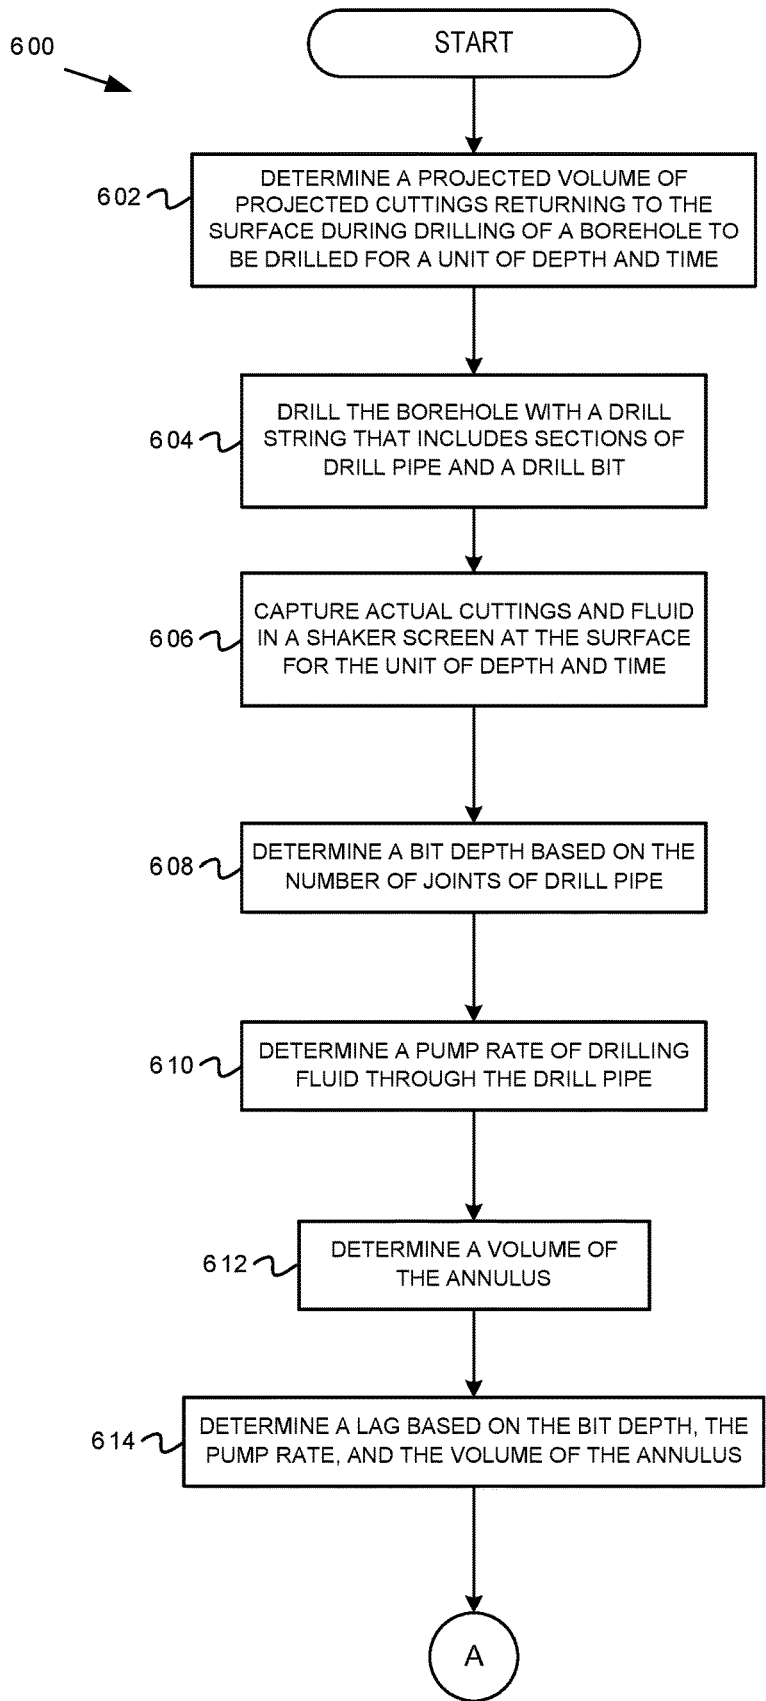 600
START
602
DETERMINE A PROJECTED VOLUME OF
PROJECTED CUTTINGS RETURNING TO THE
SURFACE DURING DRILLING OF A BOREHOLE TO
BE DRILLED FOR A UNIT OF DEPTH AND TIME
604
DRILL THE BOREHOLE WITH A DRILL
STRING THAT INCLUDES SECTIONS OF
DRILL PIPE AND A DRILL BIT
606
CAPTURE ACTUAL CUTTINGS AND FLUID
IN A SHAKER SCREEN AT THE SURFACE
FOR THE UNIT OF DEPTH AND TIME
608
DETERMINE A BIT DEPTH BASED ON THE
NUMBER OF JOINTS OF DRILL PIPE
610
DETERMINE A PUMP RATE OF DRILLING
FLUID THROUGH THE DRILL PIPE
612
DETERMINE A VOLUME OF
THE ANNULUS
614
DETERMINE A LAG BASED ON THE BIT DEPTH, THE
PUMP RATE, AND THE VOLUME OF THE ANNULUS
A